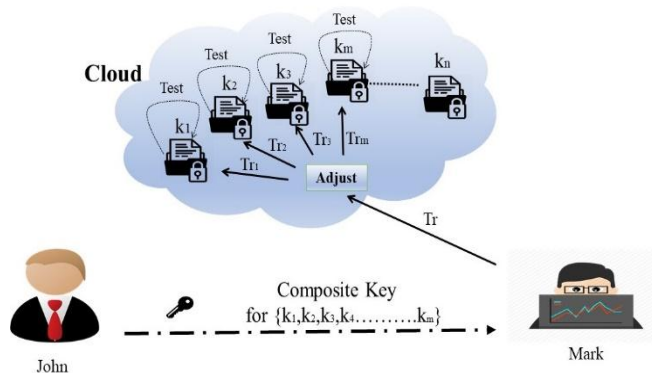 Test
Test
Test
Test
Cloud
k₁
k₂
k₃
kₘ
kₙ
Tr₁
Tr₂
Tr₃
Trₘ
Adjust
Tr
Composite Key
for {k₁,k₂,k₃,k₄..........kₘ}
John
Mark